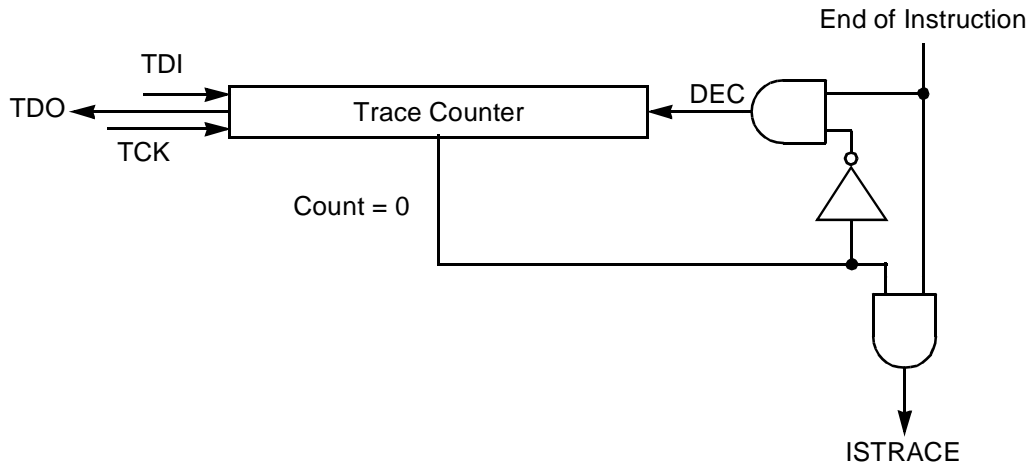 End of Instruction
TDI
TDO
Trace Counter
DEC
TCK
Count = 0
ISTRACE